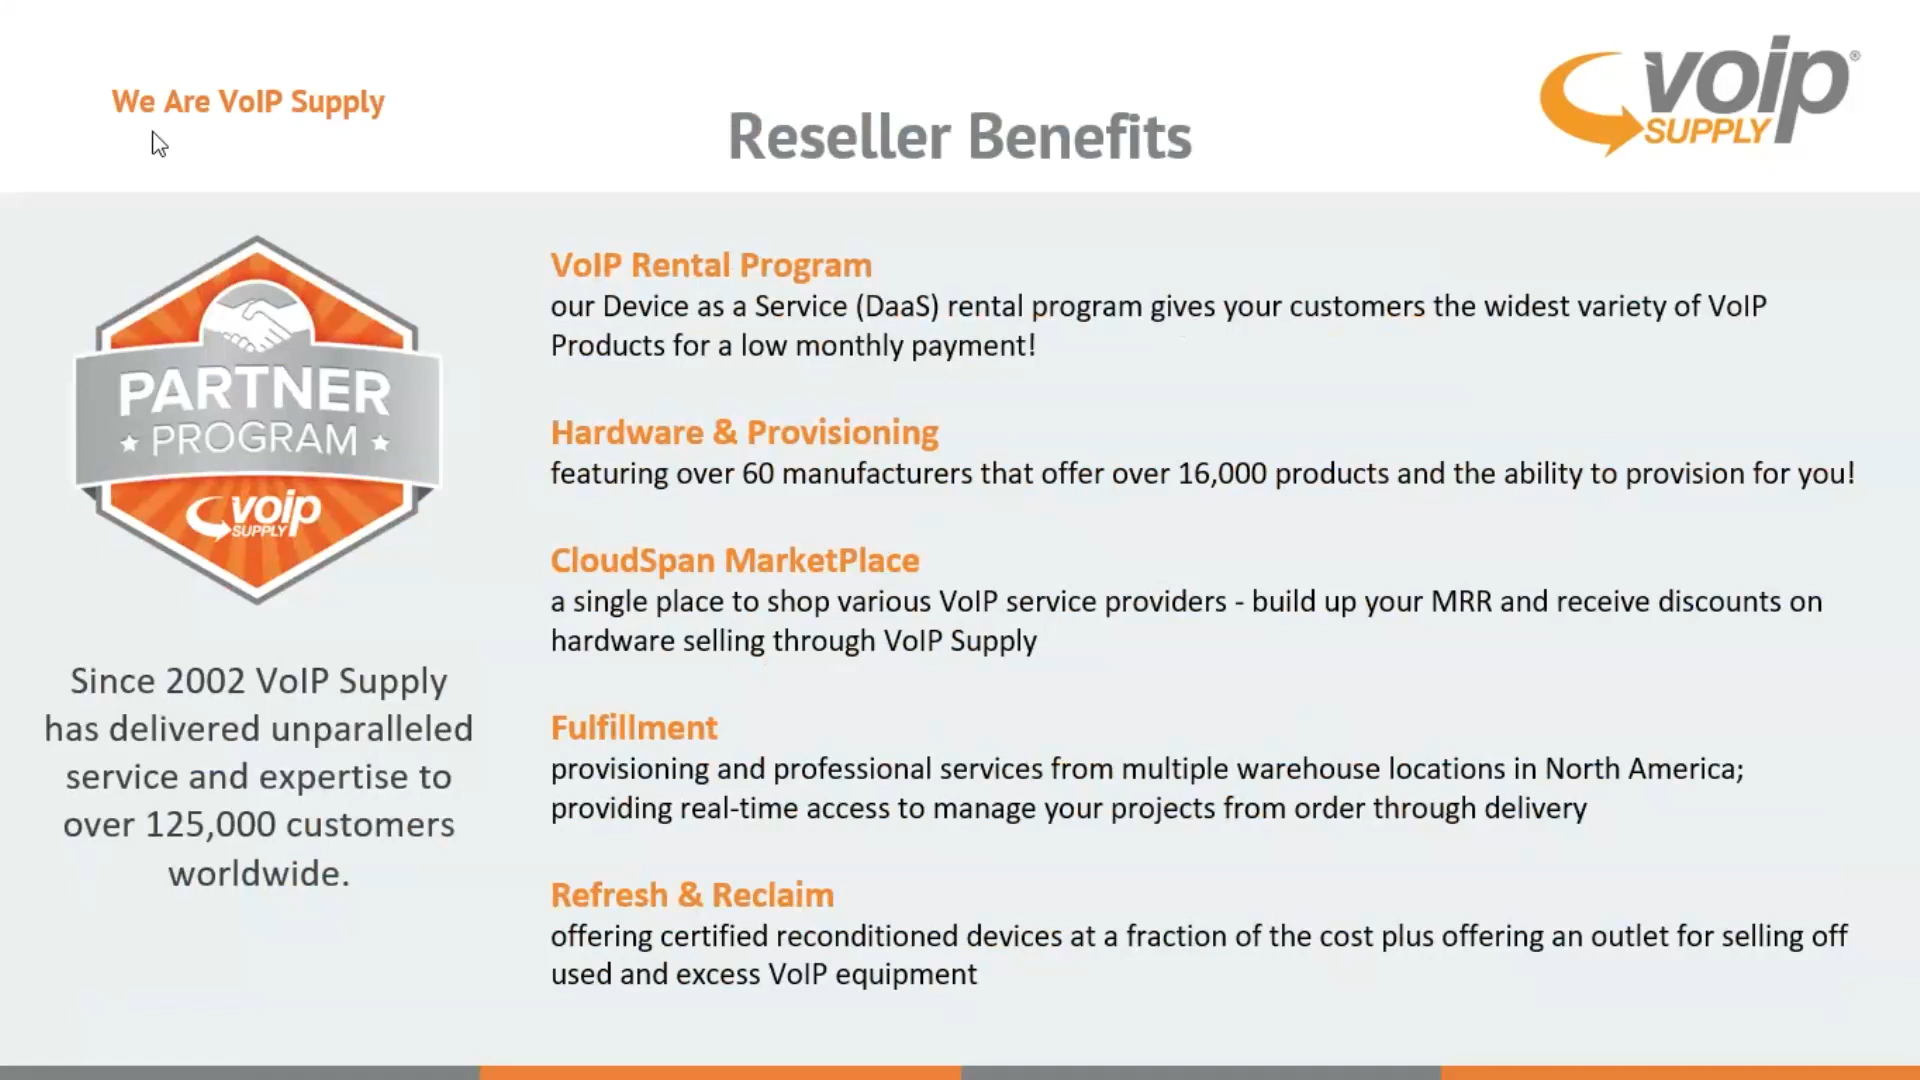 We Are VoIP Supply
Reseller Benefits
voip®
SUPPLY
PARTNER
PROGRAM
voip
SUPPLY
Since 2002 VoIP Supply
has delivered unparalleled
service and expertise to
over 125,000 customers
worldwide.
VoIP Rental Program
our Device as a Service (DaaS) rental program gives your customers the widest variety of VoIP
Products for a low monthly payment!
Hardware & Provisioning
featuring over 60 manufacturers that offer over 16,000 products and the ability to provision for you!
CloudSpan MarketPlace
a single place to shop various VoIP service providers - build up your MRR and receive discounts on
hardware selling through VoIP Supply
Fulfillment
provisioning and professional services from multiple warehouse locations in North America;
providing real-time access to manage your projects from order through delivery
Refresh & Reclaim
offering certified reconditioned devices at a fraction of the cost plus offering an outlet for selling off
used and excess VoIP equipment